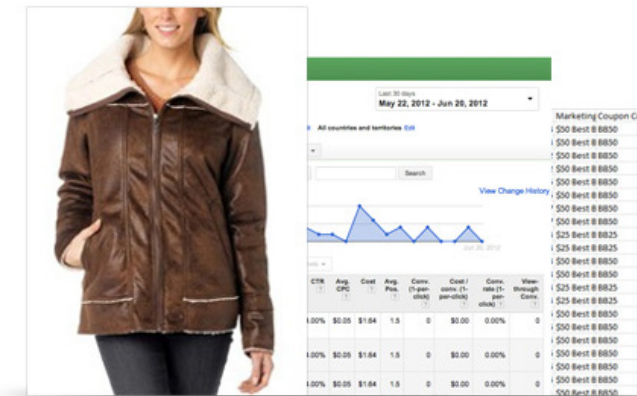 Last 30 days
May 22, 2012 - Jun 20, 2012
All countries and territories Edit
Search
View Change History
Jun 20, 2012
CTR Avg. CPC Cost Avg. Pos. Conv. (1-per-click) Cost / conv. (1-per-click) Conv. rate (1-per-click) View-through Conv.
$0.05 $1.64 1.5 0 $0.00 0.00% 0
$0.05 $1.64 1.5 0 $0.00 0.00% 0
$0.05 $1.64 1.5 0 $0.00 0.00% 0
Marketing Coupon C
$50 Best B BB50
$50 Best B BB50
$50 Best B BB50
$50 Best B BB50
$50 Best B BB50
$50 Best B BB50
$50 Best B BB50
$50 Best B BB50
$25 Best B BB25
$25 Best B BB25
$50 Best B BB50
$50 Best B BB50
$25 Best B BB25
$25 Best B BB25
$50 Best B BB50
$50 Best B BB50
$50 Best B BB50
$50 Best B BB50
$50 Best B BB50
$50 Best B BB50
$50 Best B BB50